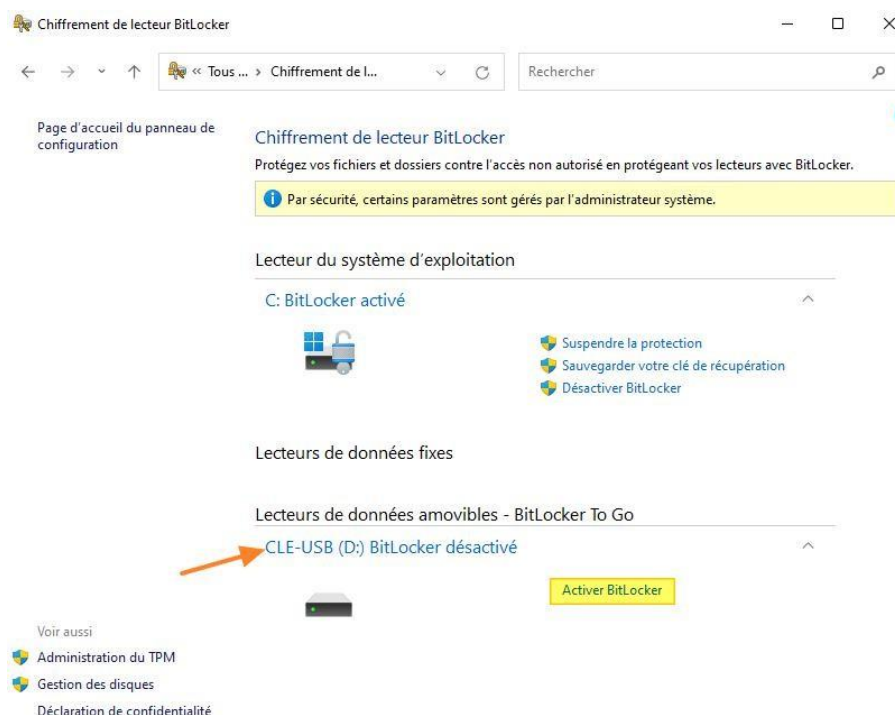 Chiffrement de lecteur BitLocker
« Tous ... › Chiffrement de l...
Rechercher
Page d'accueil du panneau de
configuration
Chiffrement de lecteur BitLocker
Protégez vos fichiers et dossiers contre l'accès non autorisé en protégeant vos lecteurs avec BitLocker.
Par sécurité, certains paramètres sont gérés par l'administrateur système.
Lecteur du système d'exploitation
C: BitLocker activé
Suspendre la protection
Sauvegarder votre clé de récupération
Désactiver BitLocker
Lecteurs de données fixes
Lecteurs de données amovibles - BitLocker To Go
CLE-USB (D:) BitLocker désactivé
Activer BitLocker
Voir aussi
Administration du TPM
Gestion des disques
Déclaration de confidentialité